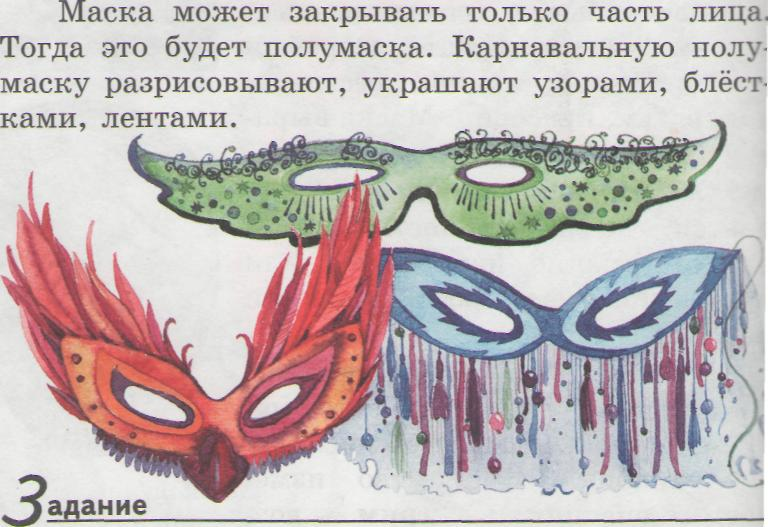 Маска может закрывать только часть лица.
Тогда это будет полумаска. Карнавальную полу-
маску разрисовывают, украшают узорами, блёст-
ками, лентами.
Задание